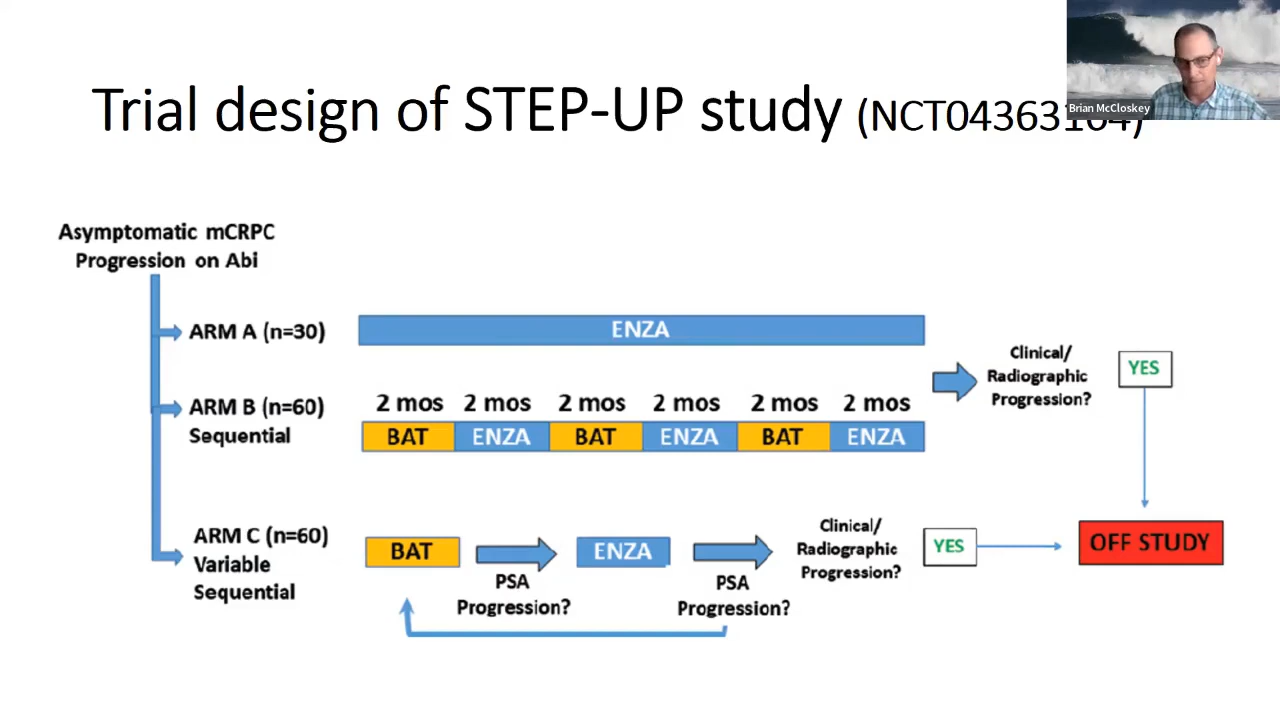 Trial design of STEP-UP study (NCT04363164)
Brian McCloskey
Asymptomatic mCRPC
Progression on Abi
ARM A (n=30)
ENZA
ARM B (n=60)
Sequential
2 mos 2 mos 2 mos 2 mos 2 mos 2 mos
BAT ENZA BAT ENZA BAT ENZA
Clinical/
Radiographic
Progression?
YES
ARM C (n=60)
Variable
Sequential
BAT
PSA
Progression?
ENZA
PSA
Progression?
Clinical/
Radiographic
Progression?
YES
OFF STUDY